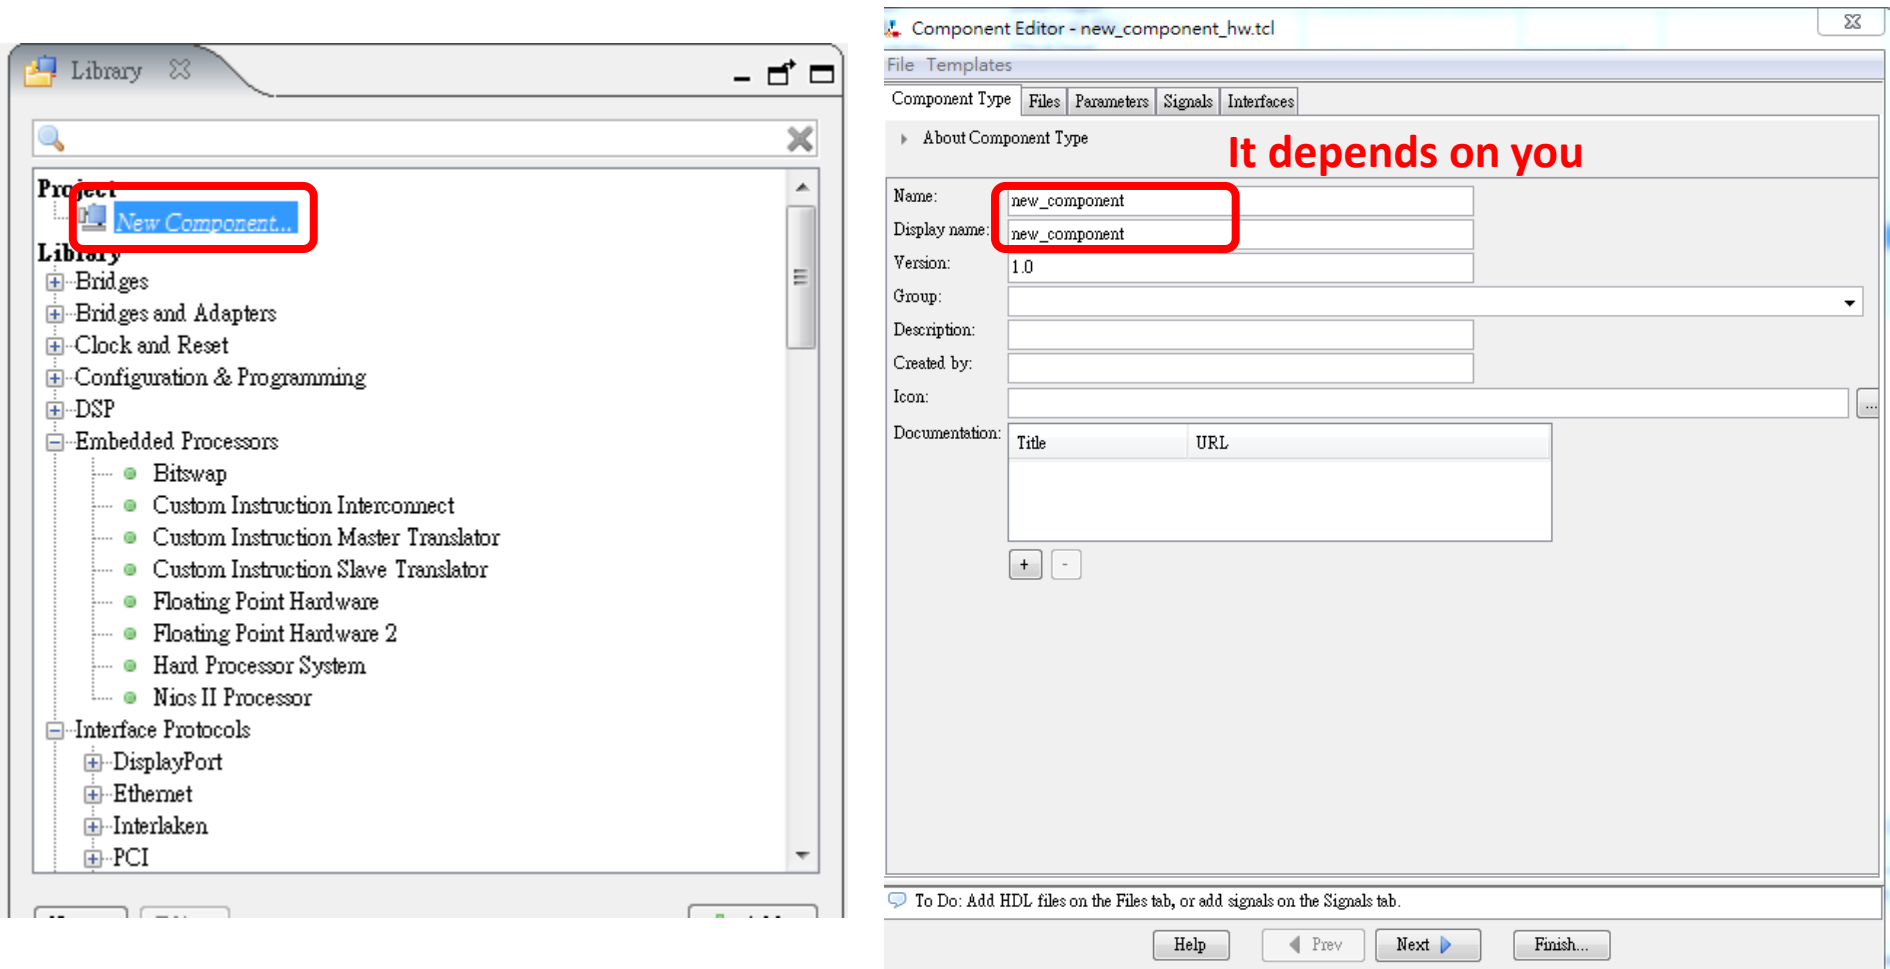 Library
Project
New Component...
Library
Bridges
Bridges and Adapters
Clock and Reset
Configuration & Programming
DSP
Embedded Processors
Bitswap
Custom Instruction Interconnect
Custom Instruction Master Translator
Custom Instruction Slave Translator
Floating Point Hardware
Floating Point Hardware 2
Hard Processor System
Nios II Processor
Interface Protocols
DisplayPort
Ethernet
Interlaken
PCI
Component Editor - new_component_hw.tcl
File Templates
Component Type Files Parameters Signals Interfaces
About Component Type
It depends on you
Name: new_component
Display name: new_component
Version: 1.0
Group:
Description:
Created by:
Icon: ...
Documentation: Title URL
+ -
To Do: Add HDL files on the Files tab, or add signals on the Signals tab.
Help Prev Next Finish...